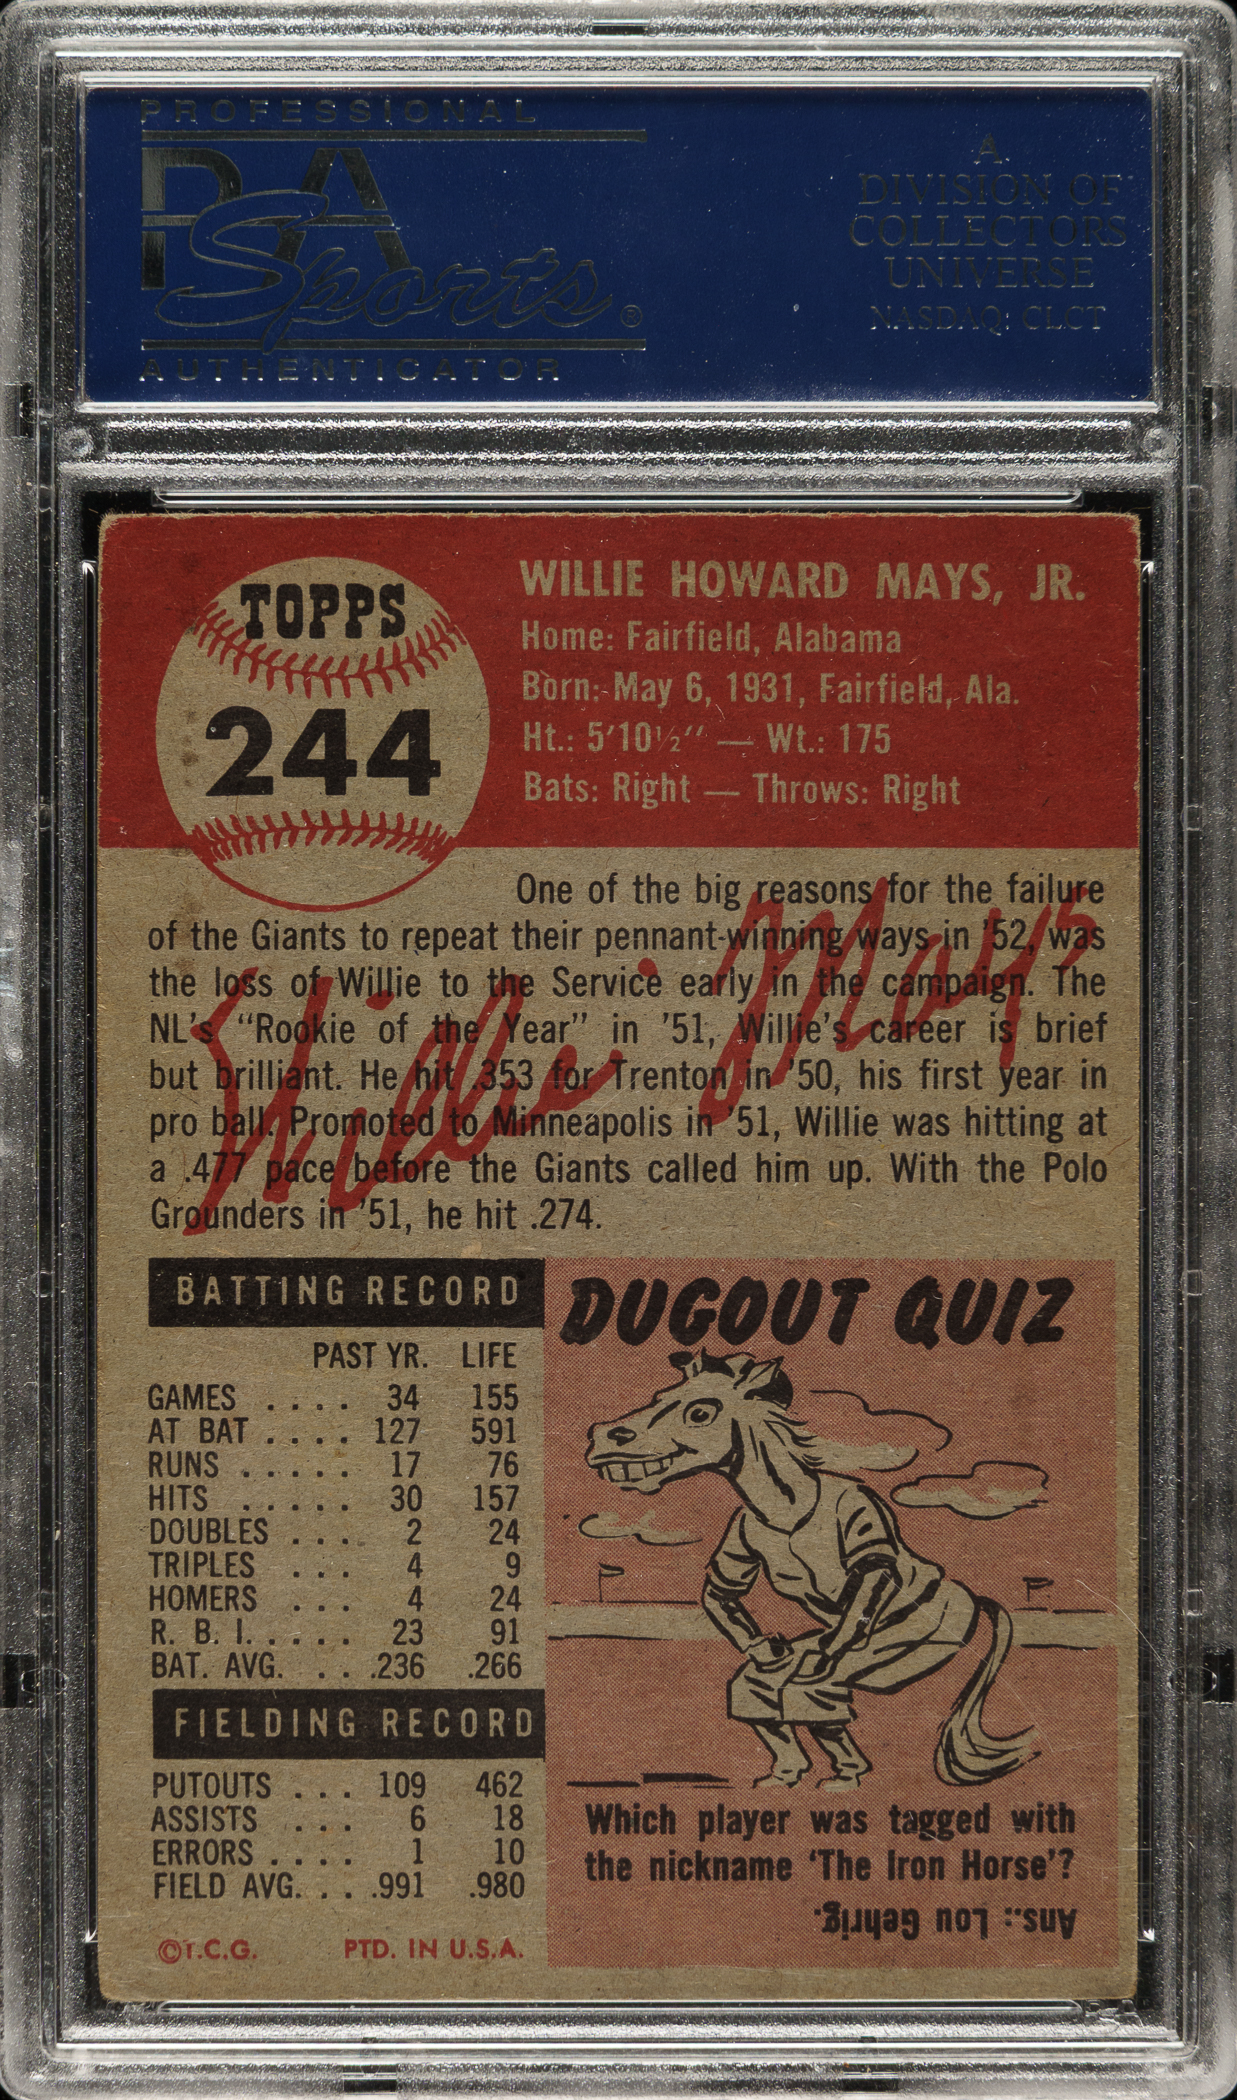 PROFESSIONAL
PSA
Sports®
AUTHENTICATOR
A
DIVISION OF
COLLECTORS
UNIVERSE
NASDAQ: CLCT
TOPPS
244
WILLIE HOWARD MAYS, JR.
Home: Fairfield, Alabama
Born: May 6, 1931, Fairfield, Ala.
Ht.: 5'10½" — Wt.: 175
Bats: Right — Throws: Right
One of the big reasons for the failure
of the Giants to repeat their pennant-winning ways in '52, was
the loss of Willie to the Service early in the campaign. The
NL's "Rookie of the Year" in '51, Willie's career is brief
but brilliant. He hit .353 for Trenton in '50, his first year in
pro ball. Promoted to Minneapolis in '51, Willie was hitting at
a .477 pace before the Giants called him up. With the Polo
Grounders in '51, he hit .274.
Willie Mays
BATTING RECORD
PAST YR. LIFE
GAMES .... 34 155
AT BAT .... 127 591
RUNS ..... 17 76
HITS ..... 30 157
DOUBLES ... 2 24
TRIPLES ... 4 9
HOMERS ... 4 24
R. B. I. .... 23 91
BAT. AVG. ... .236 .266
FIELDING RECORD
PUTOUTS ... 109 462
ASSISTS ... 6 18
ERRORS .... 1 10
FIELD AVG. ... .991 .980
©T.C.G. PTD. IN U.S.A.
DUGOUT QUIZ
Which player was tagged with
the nickname 'The Iron Horse'?
Ans.: Lou Gehrig.